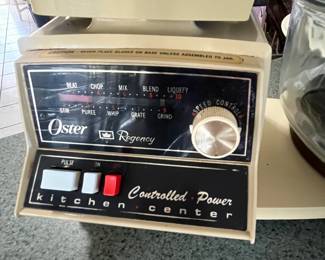 CAUTION - NEVER PLACE BLADES ON BASE UNLESS ASSEMBLED TO JAR.
BEAT CHOP MIX BLEND LIQUEFY
STIR PUREE WHIP GRATE GRIND
SPEED CONTROL
Oster Regency
PULSE ON
Controlled • Power
kitchen • center